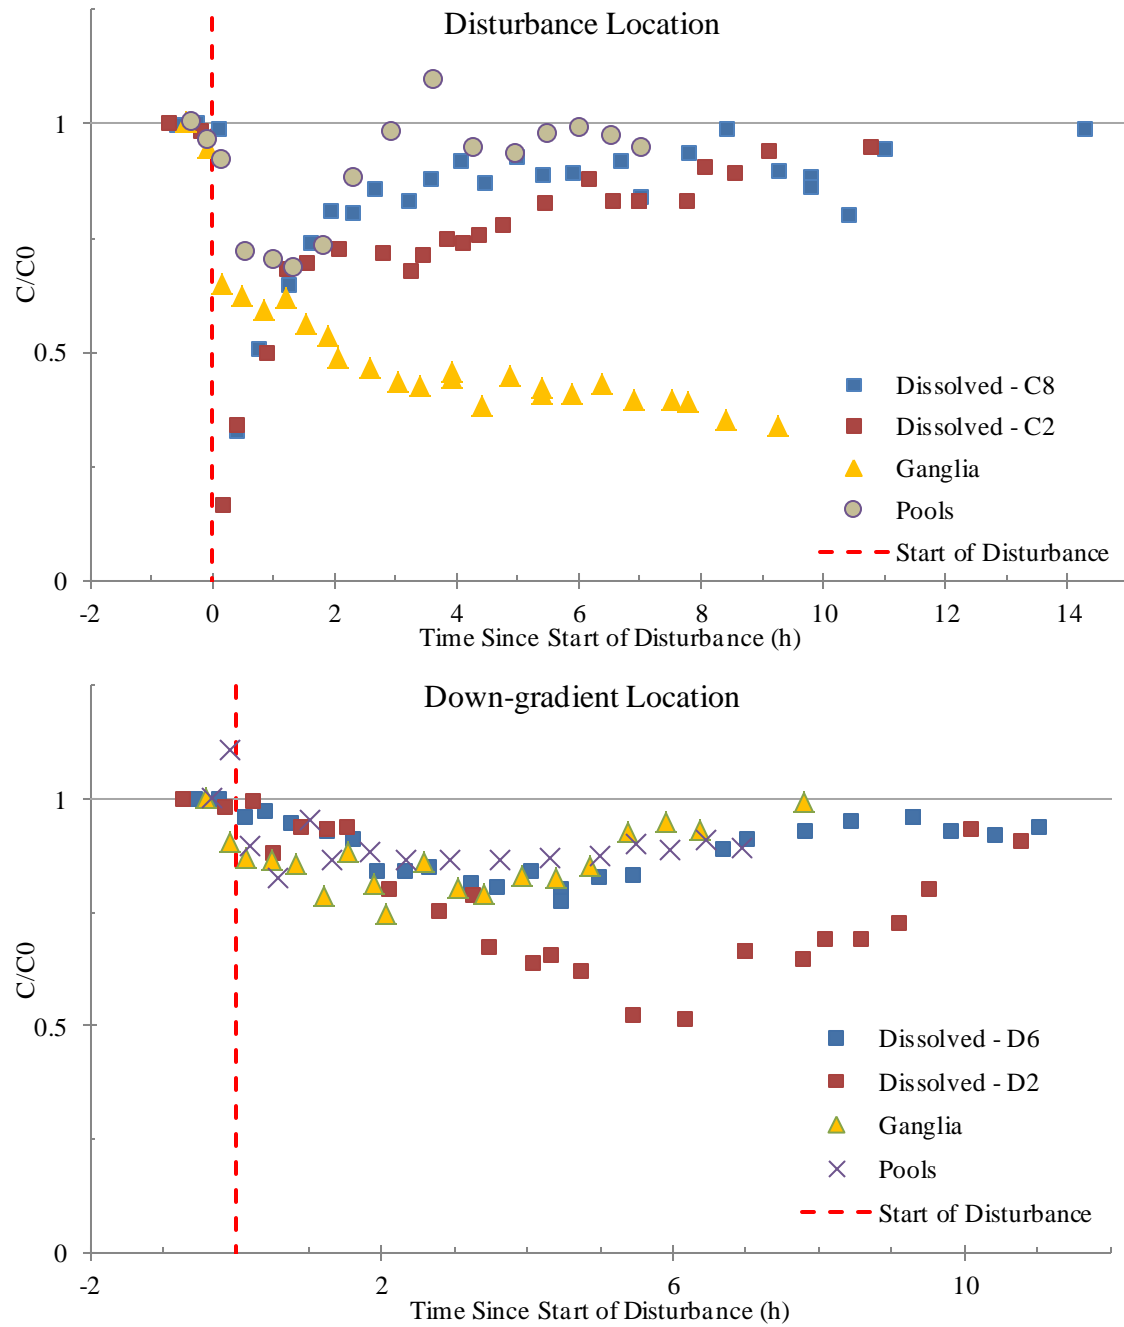 Disturbance Location
1
0.5
0
C/C0
Dissolved - C8
Dissolved - C2
Ganglia
Pools
Start of Disturbance
-2 0 2 4 6 8 10 12 14
Time Since Start of Disturbance (h)
Down-gradient Location
1
0.5
0
C/C0
Dissolved - D6
Dissolved - D2
Ganglia
Pools
Start of Disturbance
-2 2 6 10
Time Since Start of Disturbance (h)